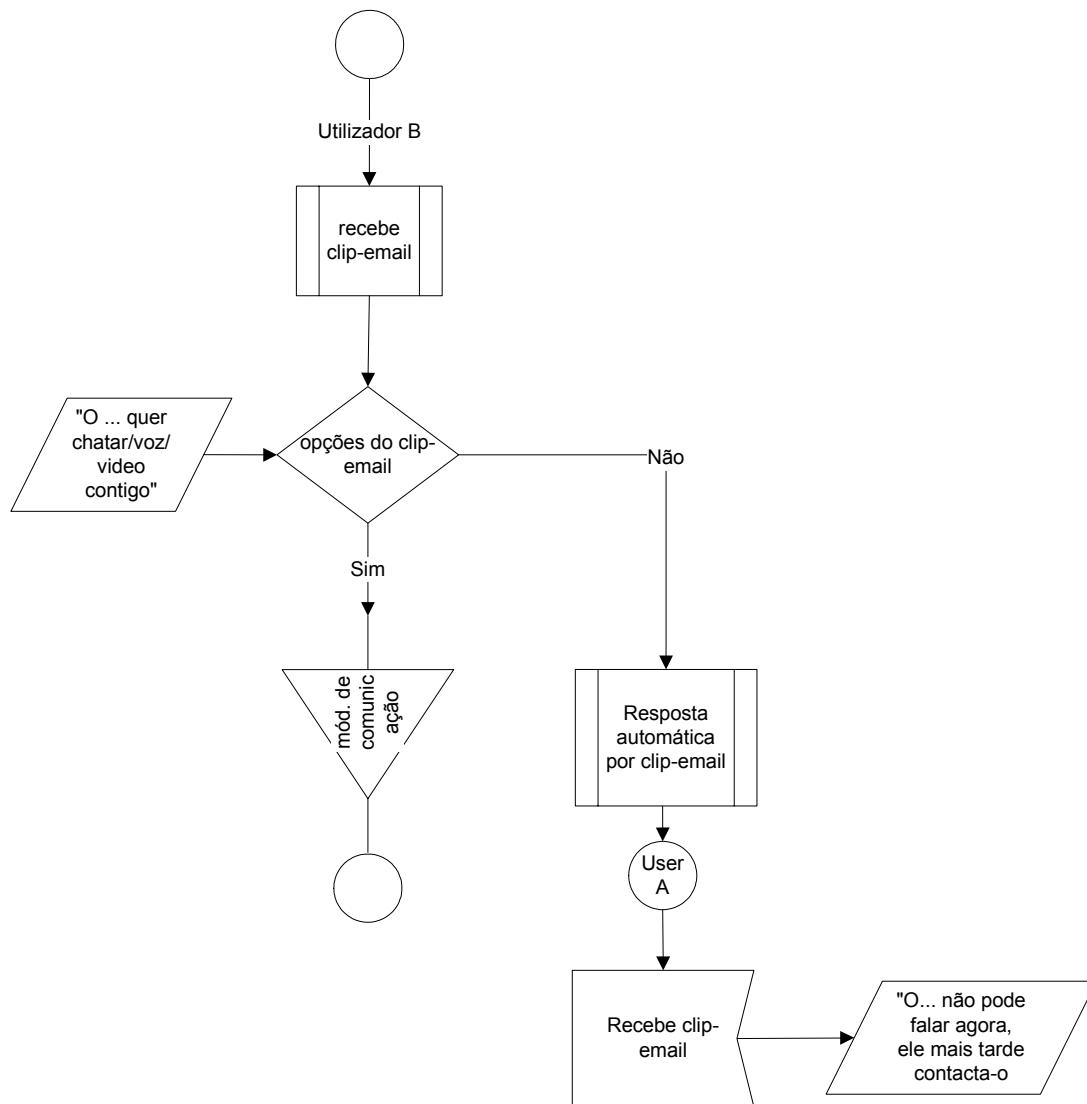 Utilizador B
recebe
clip-email
"O ... quer
chatar/voz/
video
contigo"
opções do clip-
email
Não
Sim
mód. de
comunic
ação
Resposta
automática
por clip-email
User
A
Recebe clip-
email
"O... não pode
falar agora,
ele mais tarde
contacta-o